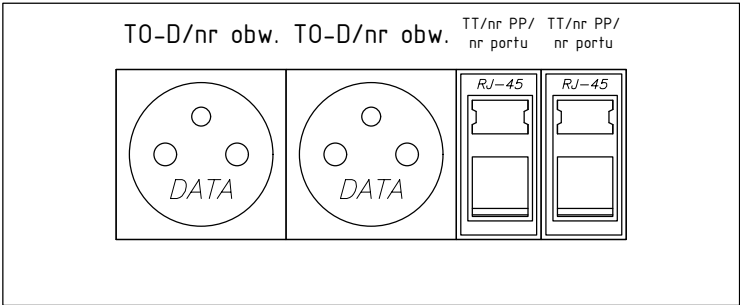 TO-D/nr obw. TO-D/nr obw. TT/nr PP/ TT/nr PP/
nr portu nr portu
RJ-45 RJ-45
DATA DATA